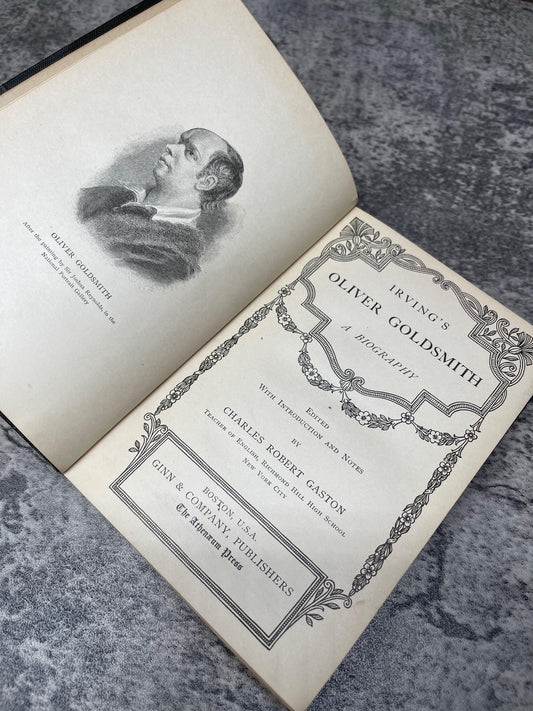 OLIVER GOLDSMITH
After the painting by Sir Joshua Reynolds, in the
National Portrait Gallery
IRVING'S
OLIVER GOLDSMITH
A BIOGRAPHY
EDITED
WITH INTRODUCTION AND NOTES
BY
CHARLES ROBERT GASTON
TEACHER OF ENGLISH, RICHMOND HILL HIGH SCHOOL
NEW YORK CITY
BOSTON, U.S.A.
GINN & COMPANY, PUBLISHERS
The Athenæum Press